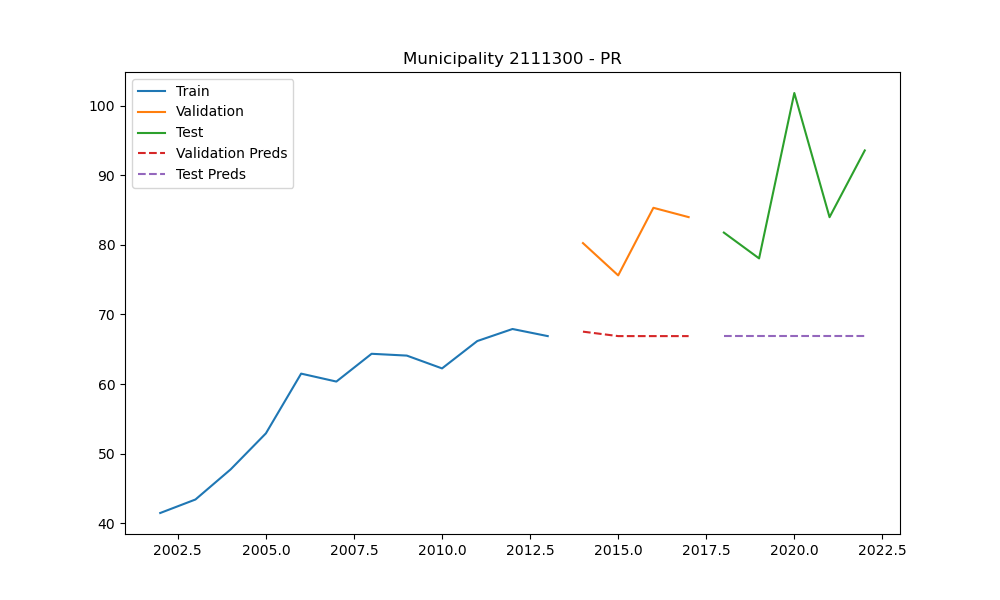 Municipality 2111300 - PR
Train
Validation
Test
Validation Preds
Test Preds
100
90
80
70
60
50
40
2002.5 2005.0 2007.5 2010.0 2012.5 2015.0 2017.5 2020.0 2022.5